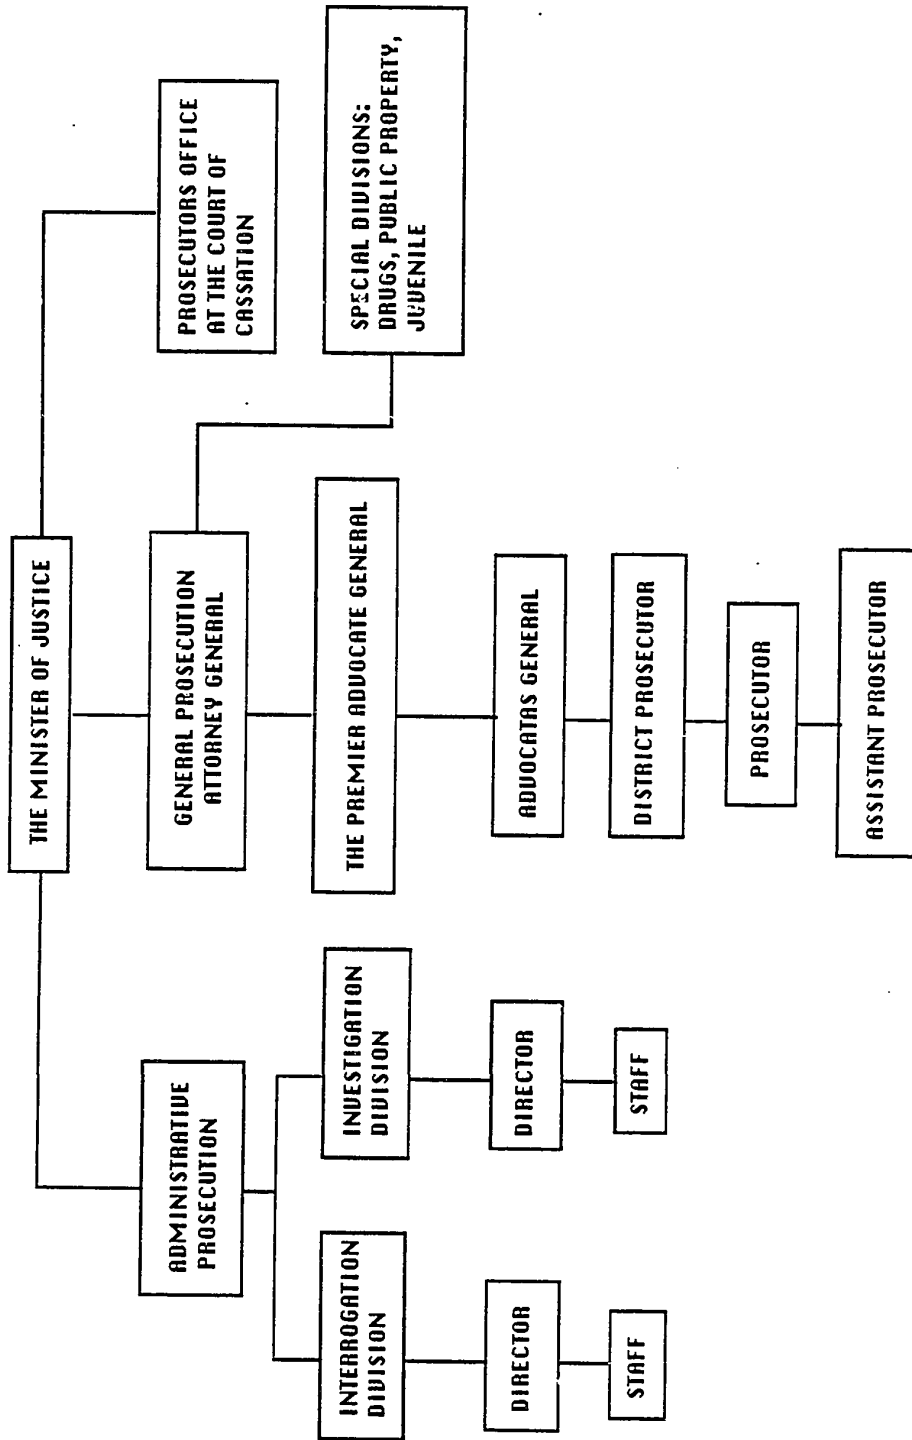 THE MINISTER OF JUSTICE
ADMINISTRATIVE
PROSECUTION
GENERAL PROSECUTION
ATTORNEY GENERAL
PROSECUTORS OFFICE
AT THE COURT OF
CASSATION
INTERROGATION
DIVISION
INVESTIGATION
DIVISION
THE PREMIER ADVOCATE GENERAL
SPECIAL DIVISIONS:
DRUGS, PUBLIC PROPERTY,
JUVENILE
DIRECTOR
DIRECTOR
ADVOCATAS GENERAL
STAFF
STAFF
DISTRICT PROSECUTOR
PROSECUTOR
ASSISTANT PROSECUTOR